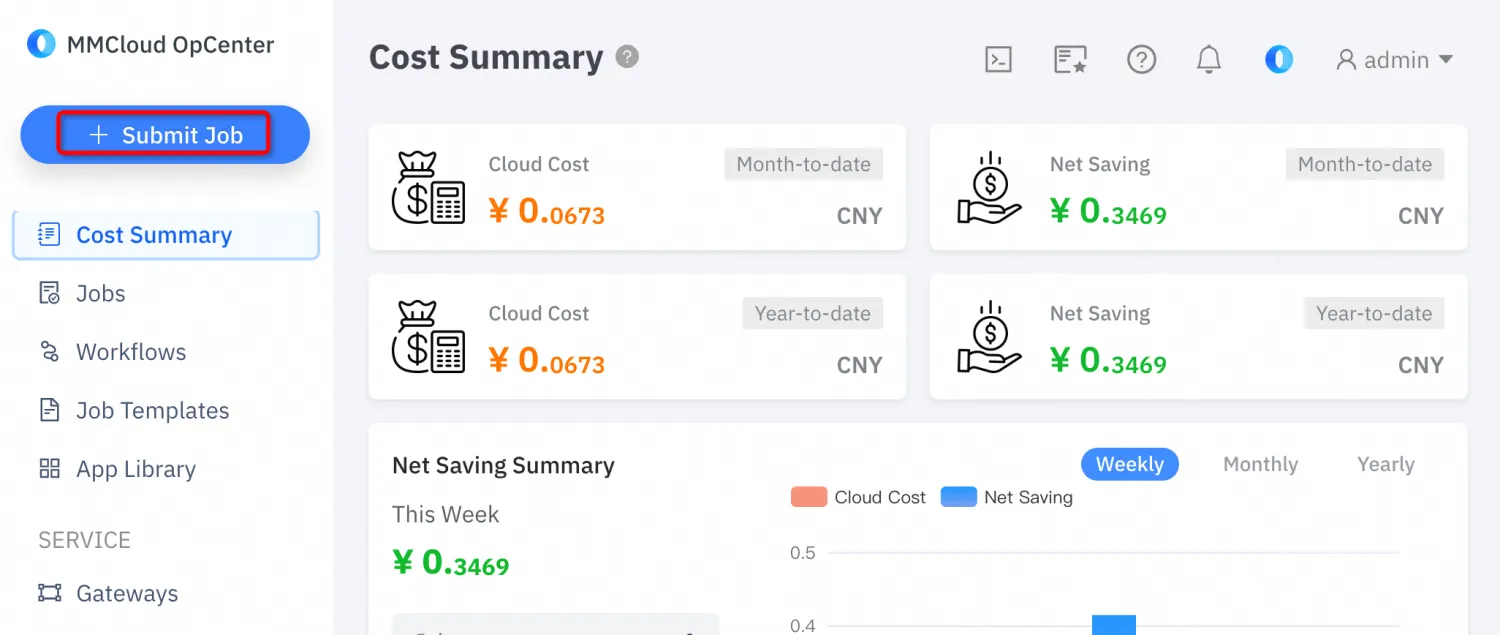 MMCloud OpCenter
+ Submit Job
Cost Summary
Jobs
Workflows
Job Templates
App Library
SERVICE
Gateways
Cost Summary ?
admin
Cloud Cost
Month-to-date
¥ 0.0673
CNY
Net Saving
Month-to-date
¥ 0.3469
CNY
Cloud Cost
Year-to-date
¥ 0.0673
CNY
Net Saving
Year-to-date
¥ 0.3469
CNY
Net Saving Summary
This Week
¥ 0.3469
Weekly
Monthly
Yearly
Cloud Cost
Net Saving
0.5
0.4